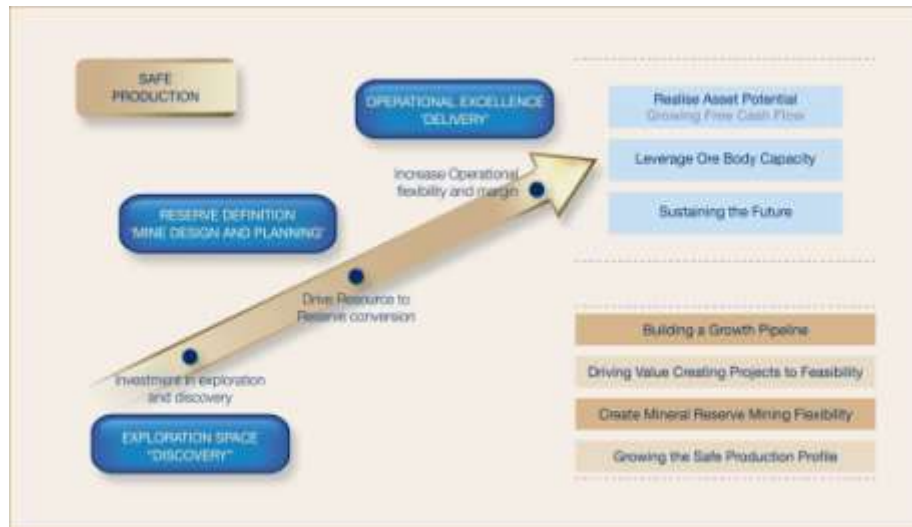 SAFE
PRODUCTION
OPERATIONAL EXCELLENCE
'DELIVERY'
Realise Asset Potential
Growing Free Cash Flow
Increase Operational
flexibility and margin
Leverage Ore Body Capacity
Sustaining the Future
RESERVE DEFINITION
'MINE DESIGN AND PLANNING'
Drive Resource to
Reserve conversion
Building a Growth Pipeline
Driving Value Creating Projects to Feasibility
Investment in exploration
and discovery
Create Mineral Reserve Mining Flexibility
EXPLORATION SPACE
"DISCOVERY"
Growing the Safe Production Profile